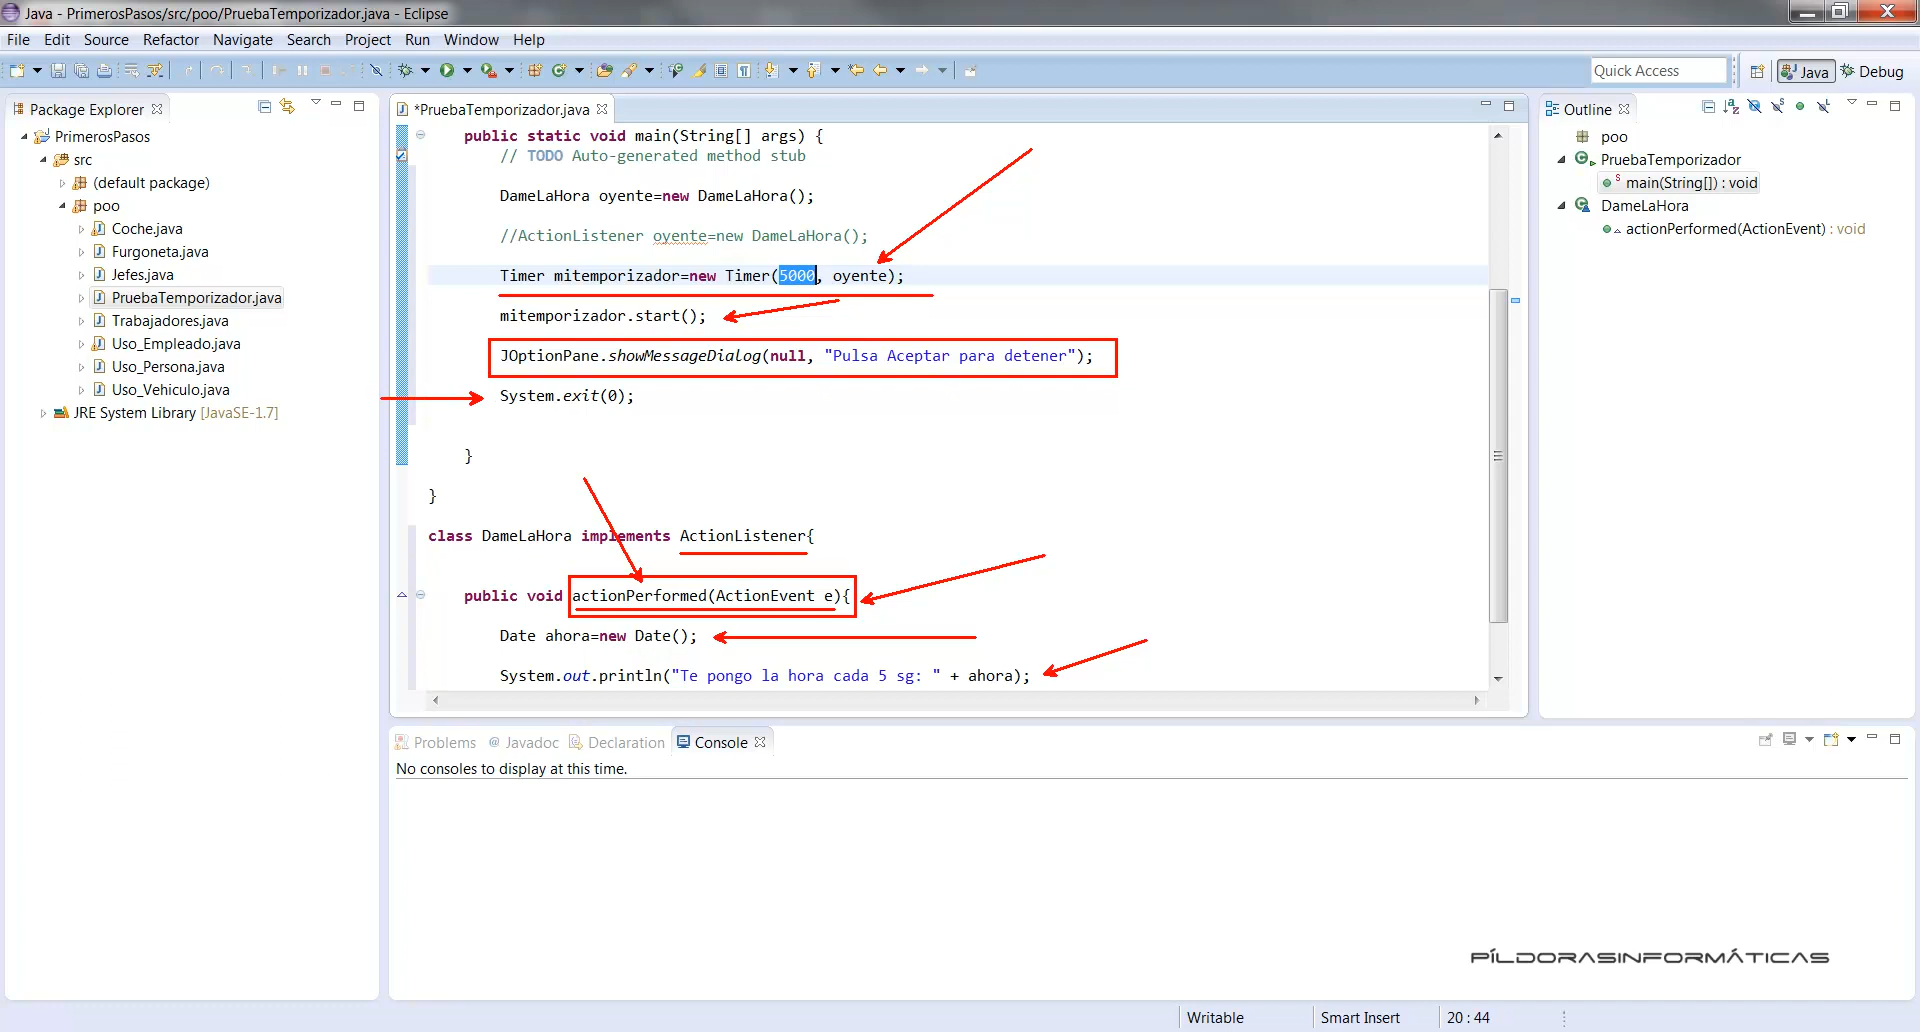 Java - PrimerosPasos/src/poo/PruebaTemporizador.java - Eclipse
File Edit Source Refactor Navigate Search Project Run Window Help
Quick Access
Java
Debug
Package Explorer
PrimerosPasos
src
(default package)
poo
Coche.java
Furgoneta.java
Jefes.java
PruebaTemporizador.java
Trabajadores.java
Uso_Empleado.java
Uso_Persona.java
Uso_Vehiculo.java
JRE System Library [JavaSE-1.7]
*PruebaTemporizador.java
public static void main(String[] args) {
// TODO Auto-generated method stub
DameLaHora oyente=new DameLaHora();
//ActionListener oyente=new DameLaHora();
Timer mitemporizador=new Timer(5000, oyente);
mitemporizador.start();
JOptionPane.showMessageDialog(null, "Pulsa Aceptar para detener");
System.exit(0);
}
}
class DameLaHora implements ActionListener{
public void actionPerformed(ActionEvent e){
Date ahora=new Date();
System.out.println("Te pongo la hora cada 5 sg: " + ahora);
Outline
poo
PruebaTemporizador
main(String[]) : void
DameLaHora
actionPerformed(ActionEvent) : void
Problems @ Javadoc Declaration Console
No consoles to display at this time.
PÍLDORASINFORMÁTICAS
Writable
Smart Insert
20 : 44